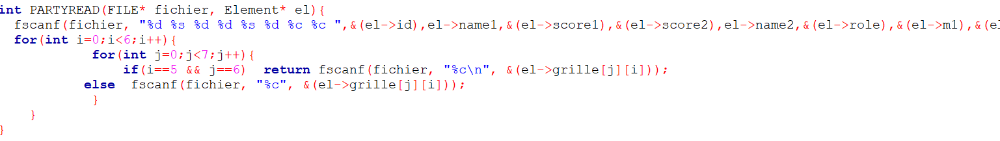 int PARTYREAD(FILE* fichier, Element* el){
fscanf(fichier, "%d %s %d %d %s %d %c %c ",&(el->id),el->name1,&(el->score1),&(el->score2),el->name2,&(el->role),&(el->m1),&(el
for(int i=0;i<6;i++){
for(int j=0;j<7;j++){
if(i==5 && j==6) return fscanf(fichier, "%c\n", &(el->grille[j][i]));
else fscanf(fichier, "%c", &(el->grille[j][i]));
}
}
}